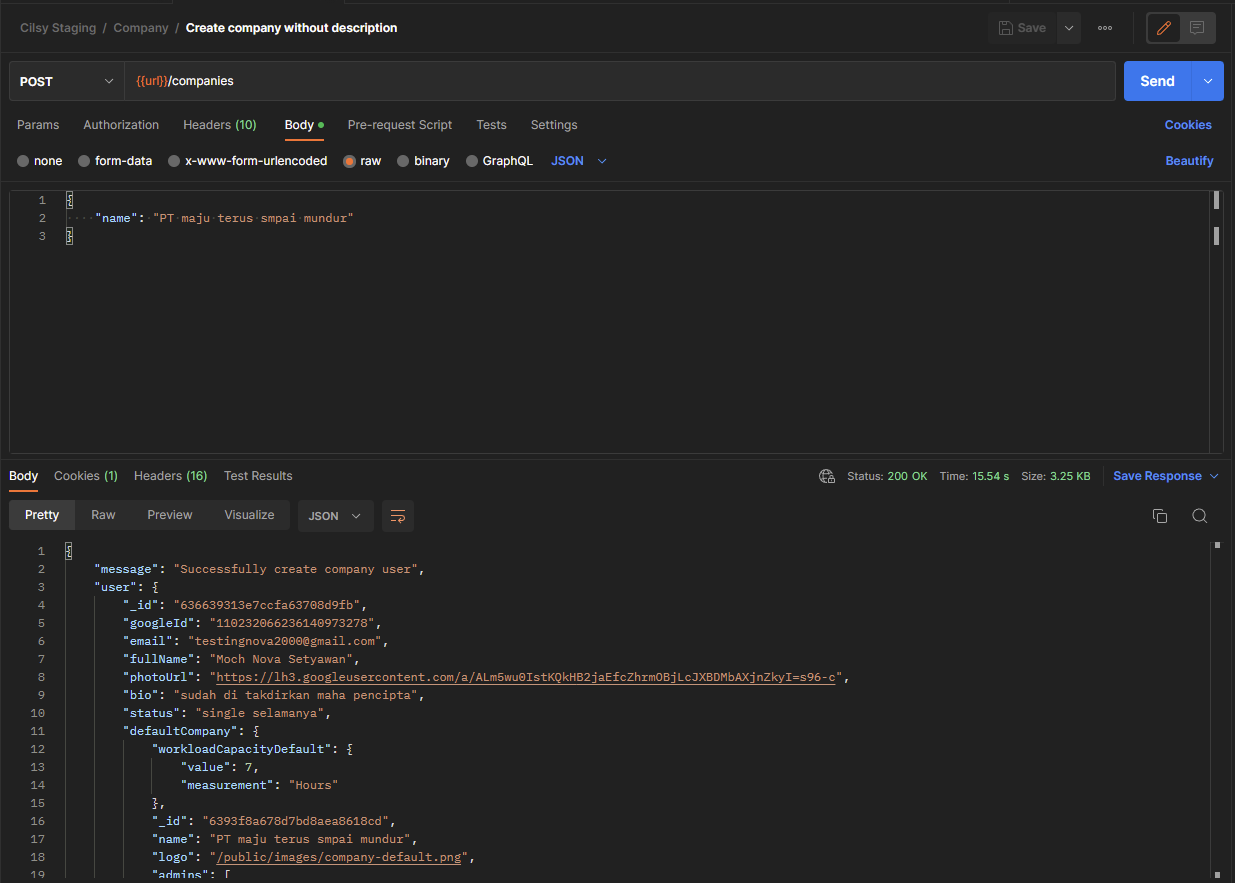 Cilsy Staging / Company / Create company without description
Save
POST {{url}}/companies Send
Params Authorization Headers (10) Body Pre-request Script Tests Settings Cookies
none form-data x-www-form-urlencoded raw binary GraphQL JSON Beautify
1 {
2 "name": "PT maju terus smpai mundur"
3 }
Body Cookies (1) Headers (16) Test Results Status: 200 OK Time: 15.54 s Size: 3.25 KB Save Response
Pretty Raw Preview Visualize JSON
1 {
2 "message": "Successfully create company user",
3 "user": {
4 "_id": "636639313e7ccfa63708d9fb",
5 "googleId": "110232066236140973278",
6 "email": "testingnova2000@gmail.com",
7 "fullName": "Moch Nova Setyawan",
8 "photoUrl": "https://lh3.googleusercontent.com/a/ALm5wu0IstKQkHB2jaEfcZhrmOBjLcJXBDMbAXjnZkyI=s96-c",
9 "bio": "sudah di takdirkan maha pencipta",
10 "status": "single selamanya",
11 "defaultCompany": {
12 "workloadCapacityDefault": {
13 "value": 7,
14 "measurement": "Hours"
15 },
16 "_id": "6393f8a678d7bd8aea8618cd",
17 "name": "PT maju terus smpai mundur",
18 "logo": "/public/images/company-default.png",
19 "admins": [